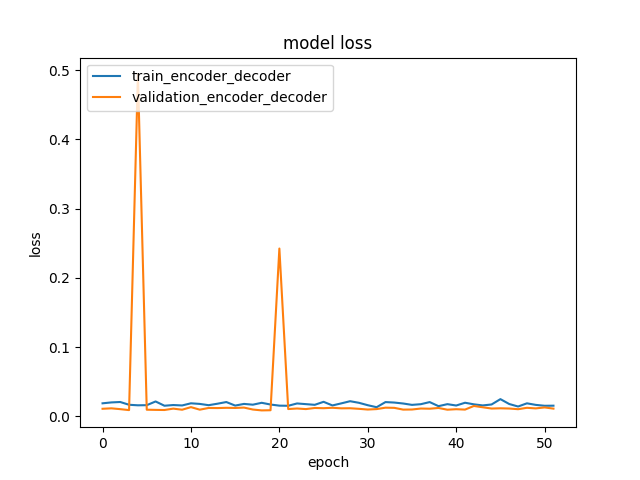 model loss
train_encoder_decoder
validation_encoder_decoder
loss
0.5
0.4
0.3
0.2
0.1
0.0
0
10
20
30
40
50
epoch